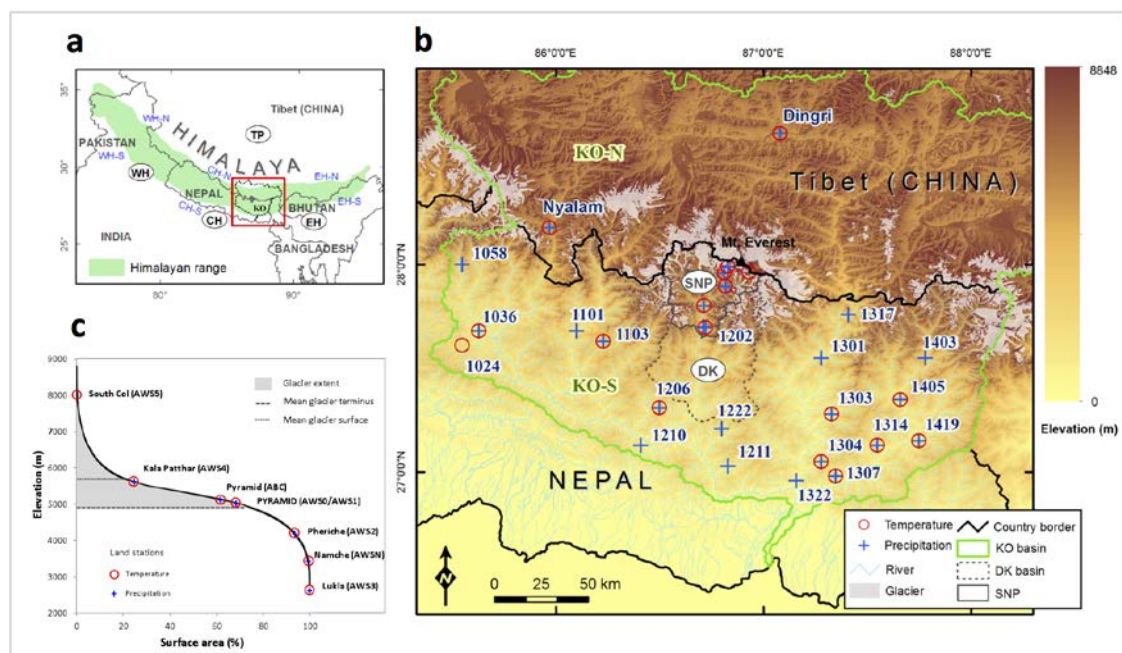 a
35°
30°
25°
80°
90°
HIMALAYA
Tibet (CHINA)
TP
WH-N
PAKISTAN
WH-S
WH
CH-N
NEPAL
KO
EH-N
EH-S
CH-S
CH
BHUTAN
EH
BANGLADESH
INDIA
Himalayan range
b
86°0'0"E
87°0'0"E
88°0'0"E
28°0'0"N
27°0'0"N
Dingri
KO-N
Tibet (CHINA)
Nyalam
Mt. Everest
1058
SNP
1036
1101
1103
1202
1317
1024
1301
1403
KO-S
DK
1206
1303
1405
1222
1314
1419
1210
1211
1304
1307
1322
NEPAL
N
0 25 50 km
Temperature
Precipitation
River
Glacier
Country border
KO basin
DK basin
SNP
8848
0
Elevation (m)
c
9000
8000
7000
6000
5000
4000
3000
2000
Elevation (m)
South Col (AWS5)
Glacier extent
Mean glacier terminus
Mean glacier surface
Kala Patthar (AWS4)
Pyramid (ABC)
PYRAMID (AWS0/AWS1)
Pheriche (AWS2)
Namche (AWSN)
Lukla (AWS3)
Land stations
Temperature
Precipitation
0 20 40 60 80 100
Surface area (%)